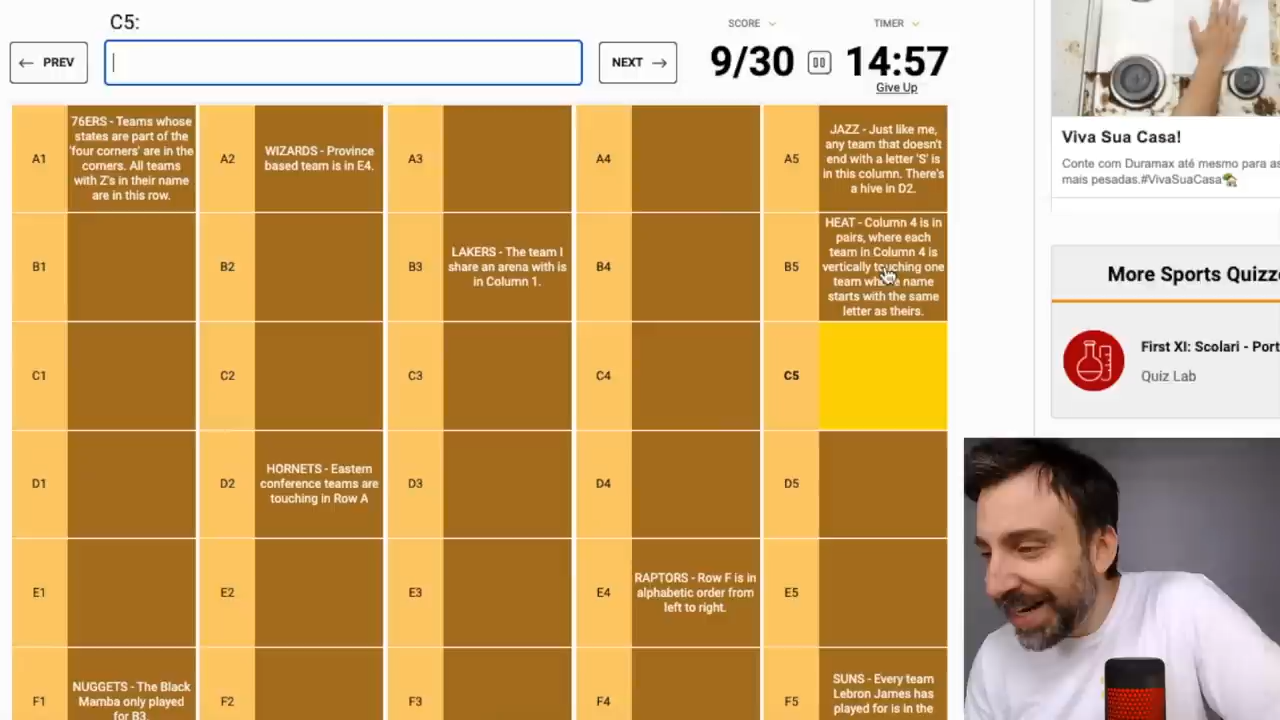 C5:
SCORE
TIMER
← PREV
NEXT →
9/30
14:57
Give Up
A1
76ERS - Teams whose
states are part of the
'four corners' are in the
corners. All teams
with Z's in their name
are in this row.
A2
WIZARDS - Province
based team is in E4.
A3
A4
A5
JAZZ - Just like me,
any team that doesn't
end with a letter 'S' is
in this column. There's
a hive in D2.
B1
B2
B3
LAKERS - The team I
share an arena with is
in Column 1.
B4
B5
HEAT - Column 4 is in
pairs, where each
team in Column 4 is
vertically touching one
team whose name
starts with the same
letter as theirs.
C1
C2
C3
C4
C5
D1
D2
HORNETS - Eastern
conference teams are
touching in Row A
D3
D4
D5
E1
E2
E3
E4
RAPTORS - Row F is in
alphabetic order from
left to right.
E5
F1
NUGGETS - The Black
Mamba only played
for B3.
F2
F3
F4
F5
SUNS - Every team
Lebron James has
played for is in the
Viva Sua Casa!
Conte com Duramax até mesmo para as
mais pesadas.#VivaSuaCasa🏡
More Sports Quizze
First XI: Scolari - Port
Quiz Lab